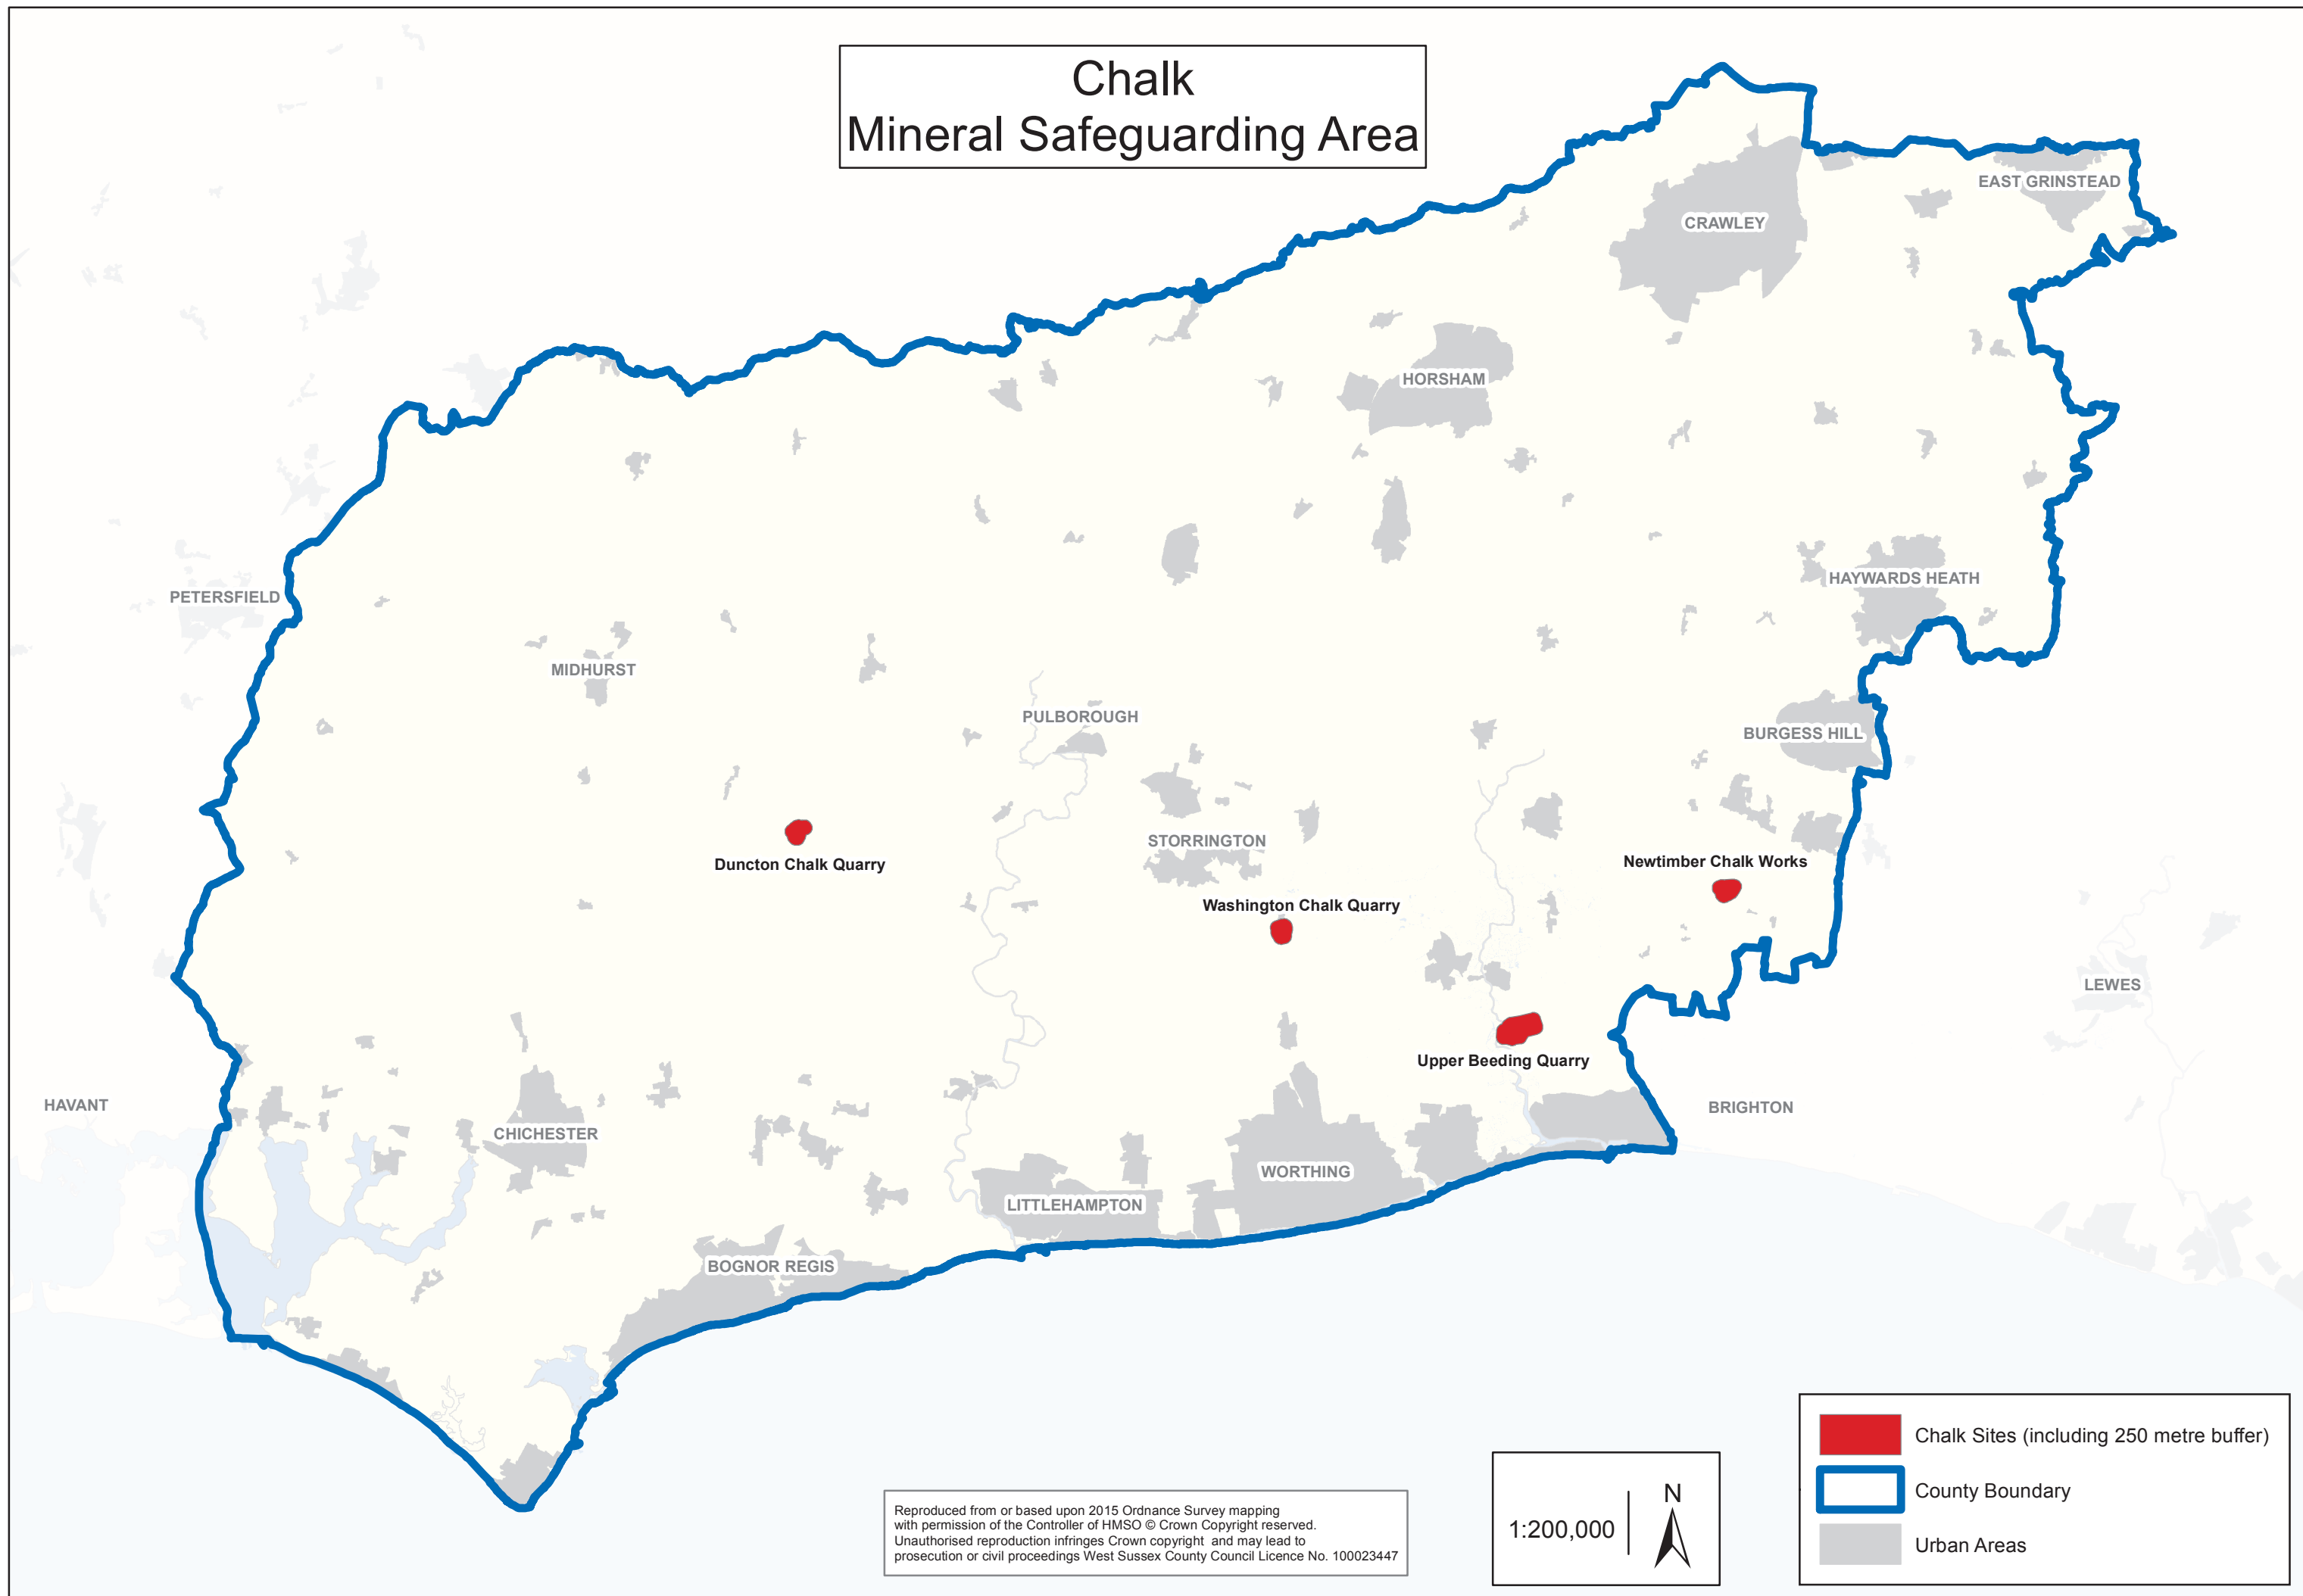 Chalk
Mineral Safeguarding Area
EAST GRINSTEAD
CRAWLEY
HORSHAM
HAYWARDS HEATH
PETERSFIELD
MIDHURST
PULBOROUGH
BURGESS HILL
STORRINGTON
Duncton Chalk Quarry
Newtimber Chalk Works
Washington Chalk Quarry
LEWES
Upper Beeding Quarry
HAVANT
BRIGHTON
CHICHESTER
WORTHING
LITTLEHAMPTON
BOGNOR REGIS
Chalk Sites (including 250 metre buffer)
County Boundary
Urban Areas
N
1:200,000
Reproduced from or based upon 2015 Ordnance Survey mapping
with permission of the Controller of HMSO © Crown Copyright reserved.
Unauthorised reproduction infringes Crown copyright and may lead to
prosecution or civil proceedings West Sussex County Council Licence No. 100023447